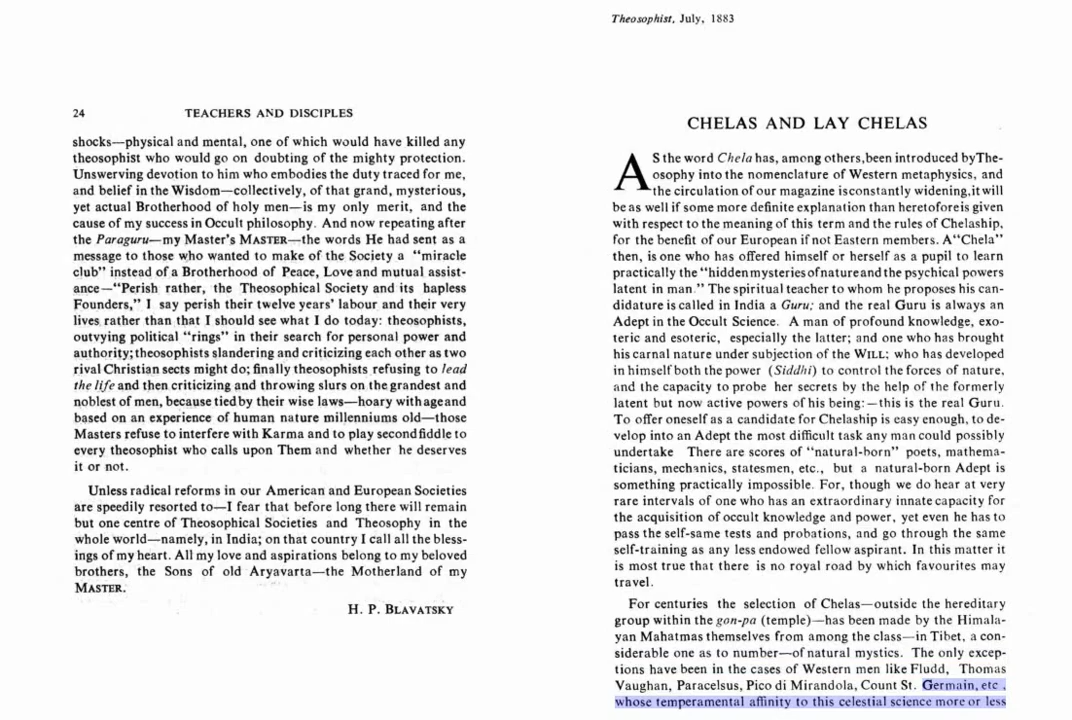 24 TEACHERS AND DISCIPLES
shocks—physical and mental, one of which would have killed any
theosophist who would go on doubting of the mighty protection.
Unswerving devotion to him who embodies the duty traced for me,
and belief in the Wisdom—collectively, of that grand, mysterious,
yet actual Brotherhood of holy men—is my only merit, and the
cause of my success in Occult philosophy. And now repeating after
the Paraguru—my Master's MASTER—the words He had sent as a
message to those who wanted to make of the Society a "miracle
club" instead of a Brotherhood of Peace, Love and mutual assist-
ance—"Perish rather, the Theosophical Society and its hapless
Founders," I say perish their twelve years' labour and their very
lives rather than that I should see what I do today: theosophists,
outvying political "rings" in their search for personal power and
authority; theosophists slandering and criticizing each other as two
rival Christian sects might do; finally theosophists refusing to lead
the life and then criticizing and throwing slurs on the grandest and
noblest of men, because tied by their wise laws—hoary with age and
based on an experience of human nature millenniums old—those
Masters refuse to interfere with Karma and to play second fiddle to
every theosophist who calls upon Them and whether he deserves
it or not.
Unless radical reforms in our American and European Societies
are speedily resorted to—I fear that before long there will remain
but one centre of Theosophical Societies and Theosophy in the
whole world—namely, in India; on that country I call all the bless-
ings of my heart. All my love and aspirations belong to my beloved
brothers, the Sons of old Aryavarta—the Motherland of my
MASTER.
H. P. BLAVATSKY
Theosophist, July, 1883
CHELAS AND LAY CHELAS
AS the word Chela has, among others, been introduced by The-
osophy into the nomenclature of Western metaphysics, and
the circulation of our magazine is constantly widening, it will
be as well if some more definite explanation than heretofore is given
with respect to the meaning of this term and the rules of Chelaship,
for the benefit of our European if not Eastern members. A "Chela"
then, is one who has offered himself or herself as a pupil to learn
practically the "hidden mysteries of nature and the psychical powers
latent in man." The spiritual teacher to whom he proposes his can-
didature is called in India a Guru; and the real Guru is always an
Adept in the Occult Science. A man of profound knowledge, exo-
teric and esoteric, especially the latter; and one who has brought
his carnal nature under subjection of the WILL; who has developed
in himself both the power (Siddhi) to control the forces of nature,
and the capacity to probe her secrets by the help of the formerly
latent but now active powers of his being:—this is the real Guru.
To offer oneself as a candidate for Chelaship is easy enough, to de-
velop into an Adept the most difficult task any man could possibly
undertake There are scores of "natural-born" poets, mathema-
ticians, mechanics, statesmen, etc., but a natural-born Adept is
something practically impossible. For, though we do hear at very
rare intervals of one who has an extraordinary innate capacity for
the acquisition of occult knowledge and power, yet even he has to
pass the self-same tests and probations, and go through the same
self-training as any less endowed fellow aspirant. In this matter it
is most true that there is no royal road by which favourites may
travel.
For centuries the selection of Chelas—outside the hereditary
group within the gon-pa (temple)—has been made by the Himala-
yan Mahatmas themselves from among the class—in Tibet, a con-
siderable one as to number—of natural mystics. The only excep-
tions have been in the cases of Western men like Fludd, Thomas
Vaughan, Paracelsus, Pico di Mirandola, Count St. Germain, etc.,
whose temperamental affinity to this celestial science more or less